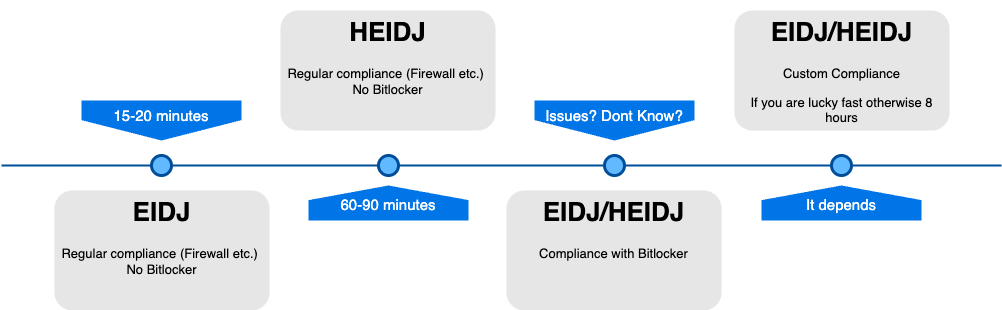 15-20 minutes
EIDJ
Regular compliance (Firewall etc.)
No Bitlocker
HEIDJ
Regular compliance (Firewall etc.)
No Bitlocker
60-90 minutes
Issues? Dont Know?
EIDJ/HEIDJ
Compliance with Bitlocker
EIDJ/HEIDJ
Custom Compliance
If you are lucky fast otherwise 8
hours
It depends